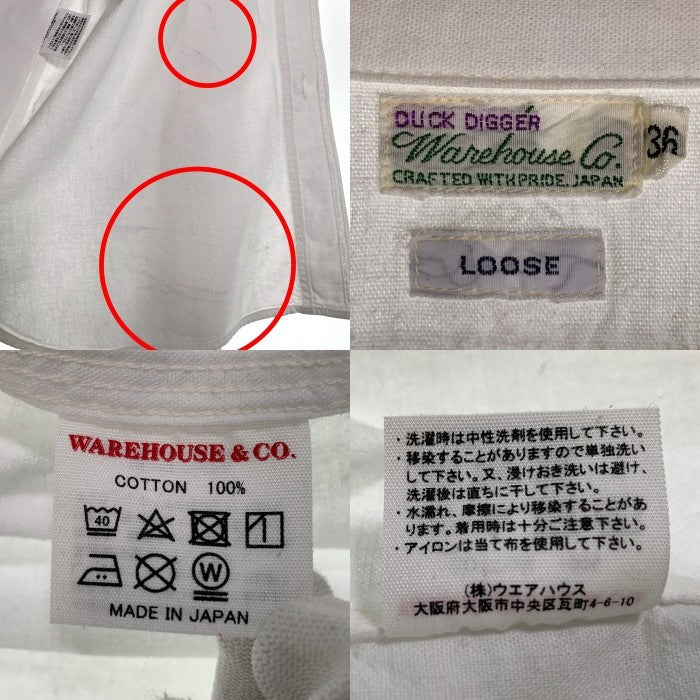 DUCK DIGGER
Warehouse Co.
CRAFTED WITH PRIDE. JAPAN
36
LOOSE
WAREHOUSE & CO.
COTTON 100%
40
W
MADE IN JAPAN
・洗濯時は中性洗剤を使用して下さい。
・移染することがありますので単独洗い
して下さい。又、浸けおき洗いは避け、
洗濯後は直ちに干して下さい。
・水濡れ、摩擦により移染することがあ
ります。着用時は十分ご注意下さい。
・アイロンは当て布を使用して下さい。
(株)ウエアハウス
大阪府大阪市中央区瓦町4-6-10